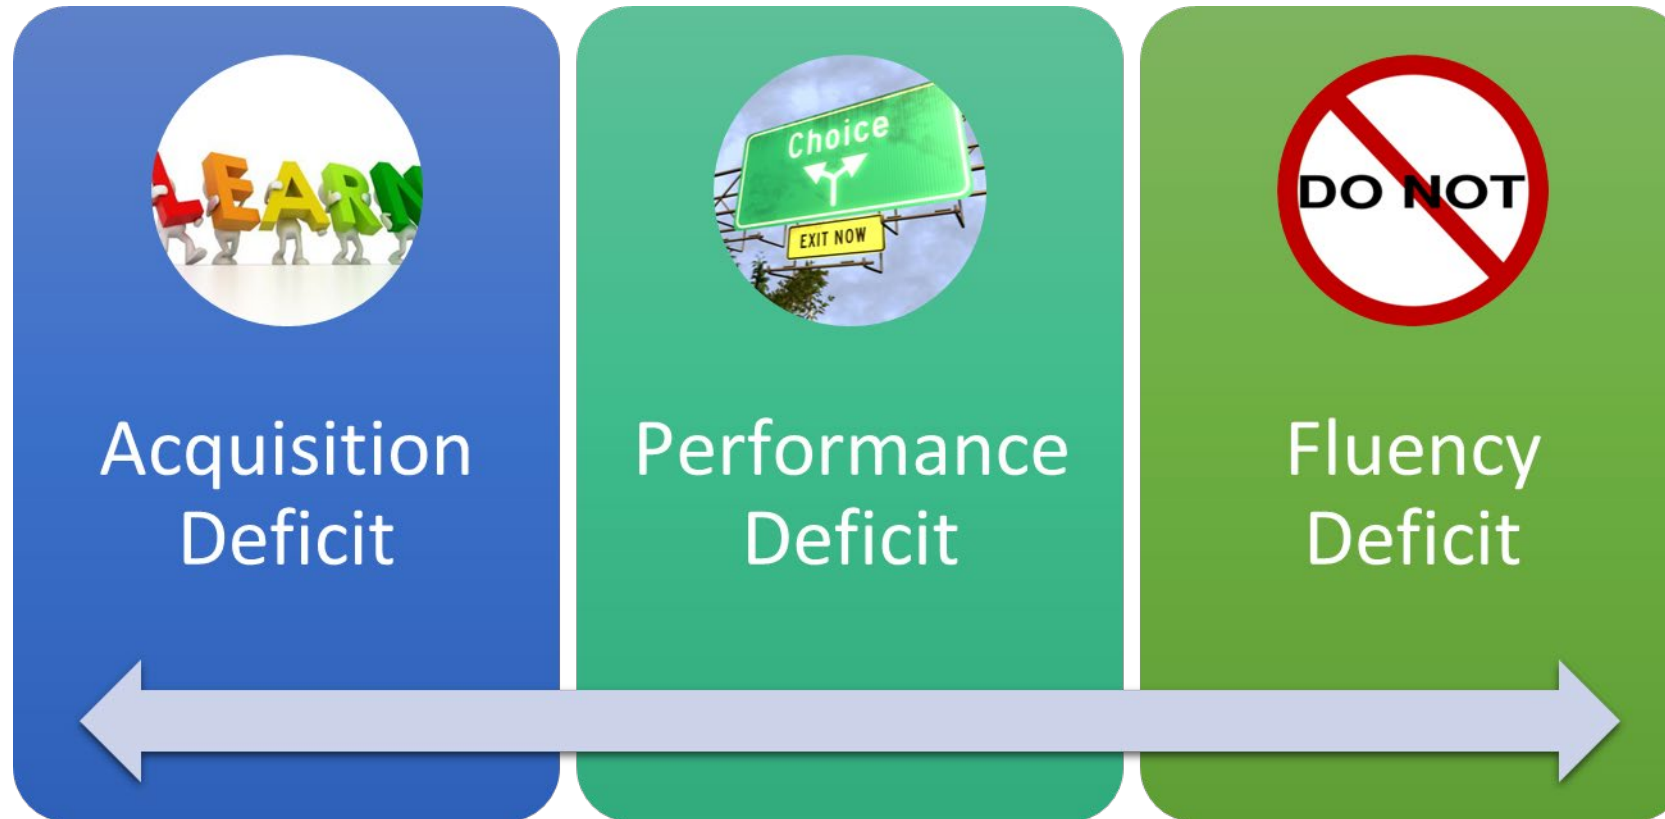 LEARN
Acquisition
Deficit
Choice
EXIT NOW
Performance
Deficit
DO NOT
Fluency
Deficit